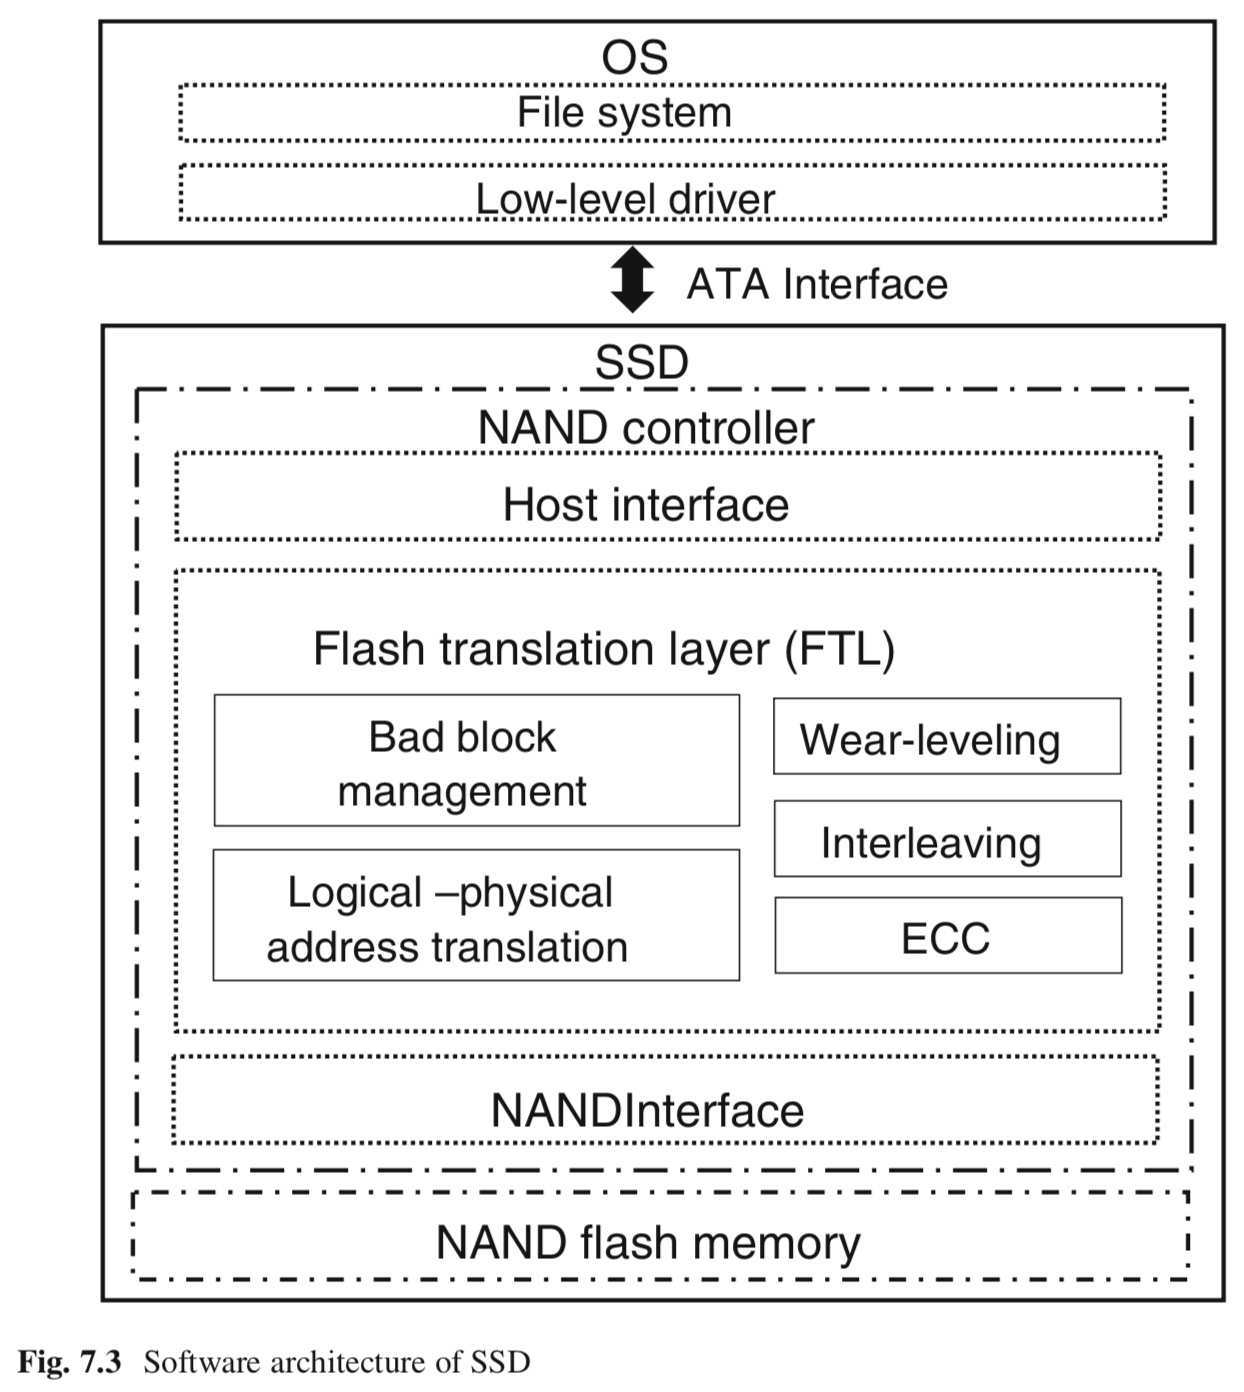 OS
File system
Low-level driver
ATA Interface
SSD
NAND controller
Host interface
Flash translation layer (FTL)
Bad block
management
Wear-leveling
Interleaving
Logical –physical
address translation
ECC
NANDInterface
NAND flash memory
Fig. 7.3 Software architecture of SSD